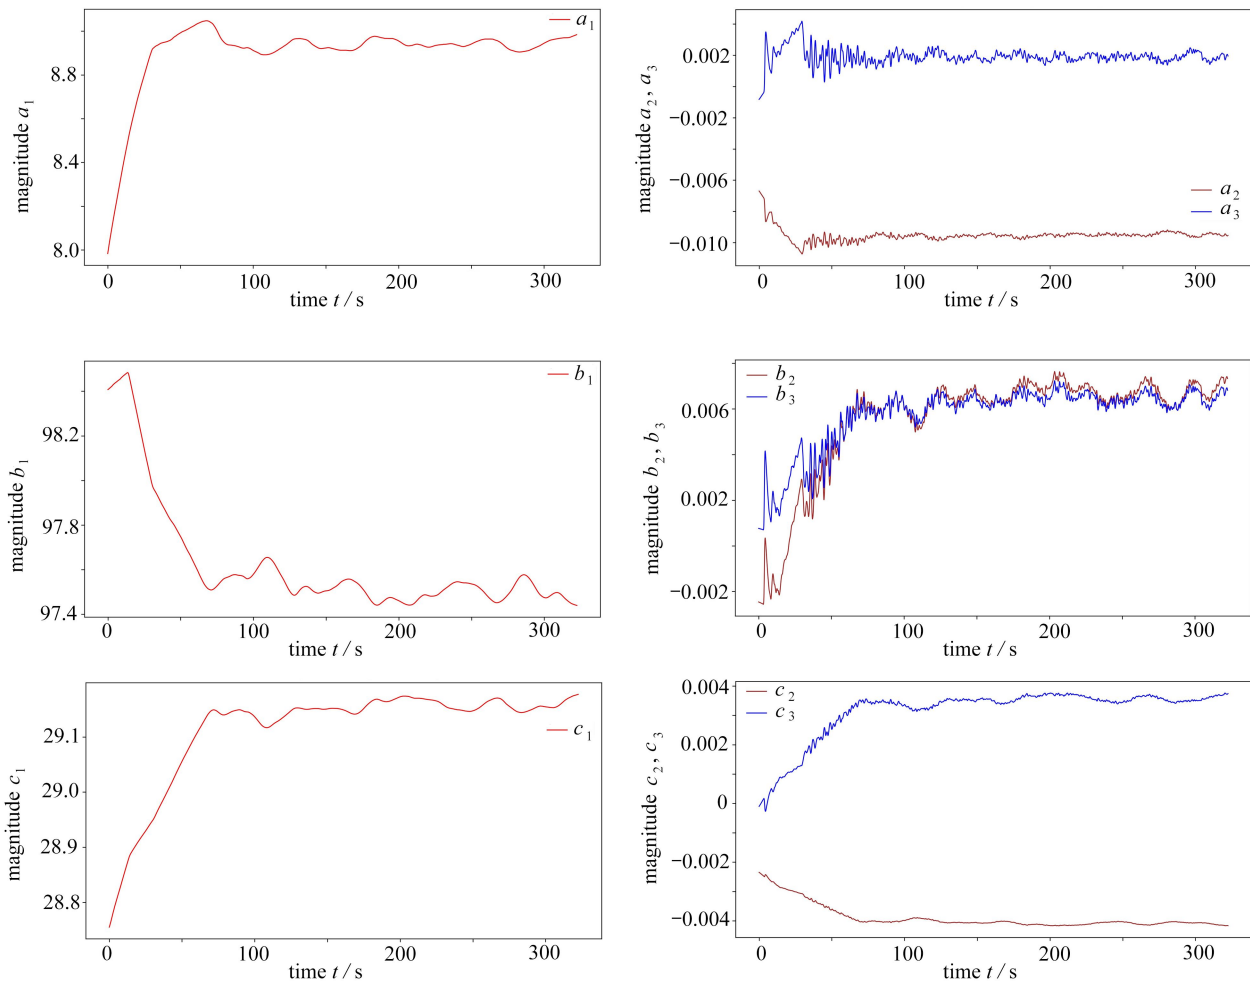 magnitude a₁
8.8
8.4
8.0
a₁
0
100
200
300
time t / s
magnitude a₂, a₃
0.002
−0.002
−0.006
−0.010
a₂
a₃
0
100
200
300
time t / s
magnitude b₁
98.2
97.8
97.4
b₁
0
100
200
300
time t / s
magnitude b₂, b₃
0.006
0.002
−0.002
b₂
b₃
0
100
200
300
time t / s
magnitude c₁
29.1
29.0
28.9
28.8
c₁
0
100
200
300
time t / s
magnitude c₂, c₃
0.004
0.002
0
−0.002
−0.004
c₂
c₃
0
100
200
300
time t / s